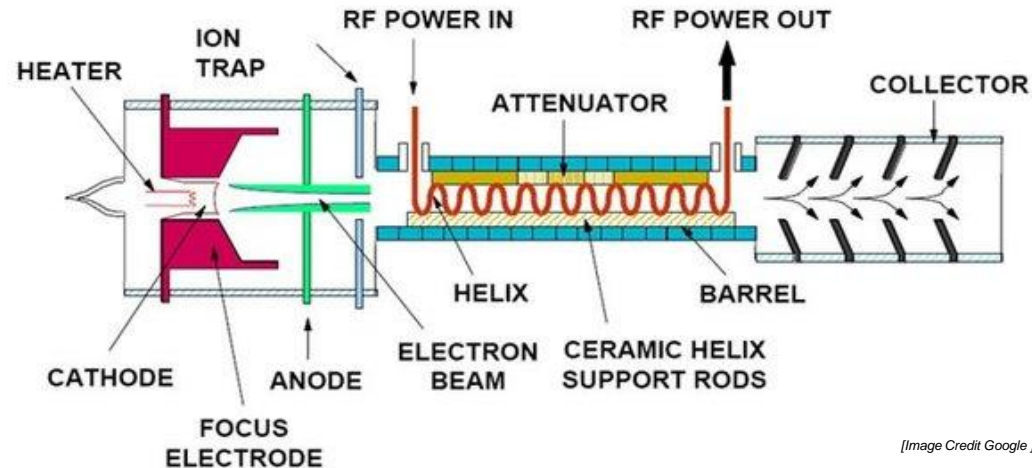 RF POWER IN
RF POWER OUT
ION
TRAP
HEATER
ATTENUATOR
COLLECTOR
HELIX
BARREL
CATHODE
ANODE
ELECTRON
BEAM
CERAMIC HELIX
SUPPORT RODS
FOCUS
ELECTRODE
[Image Credit Google ]